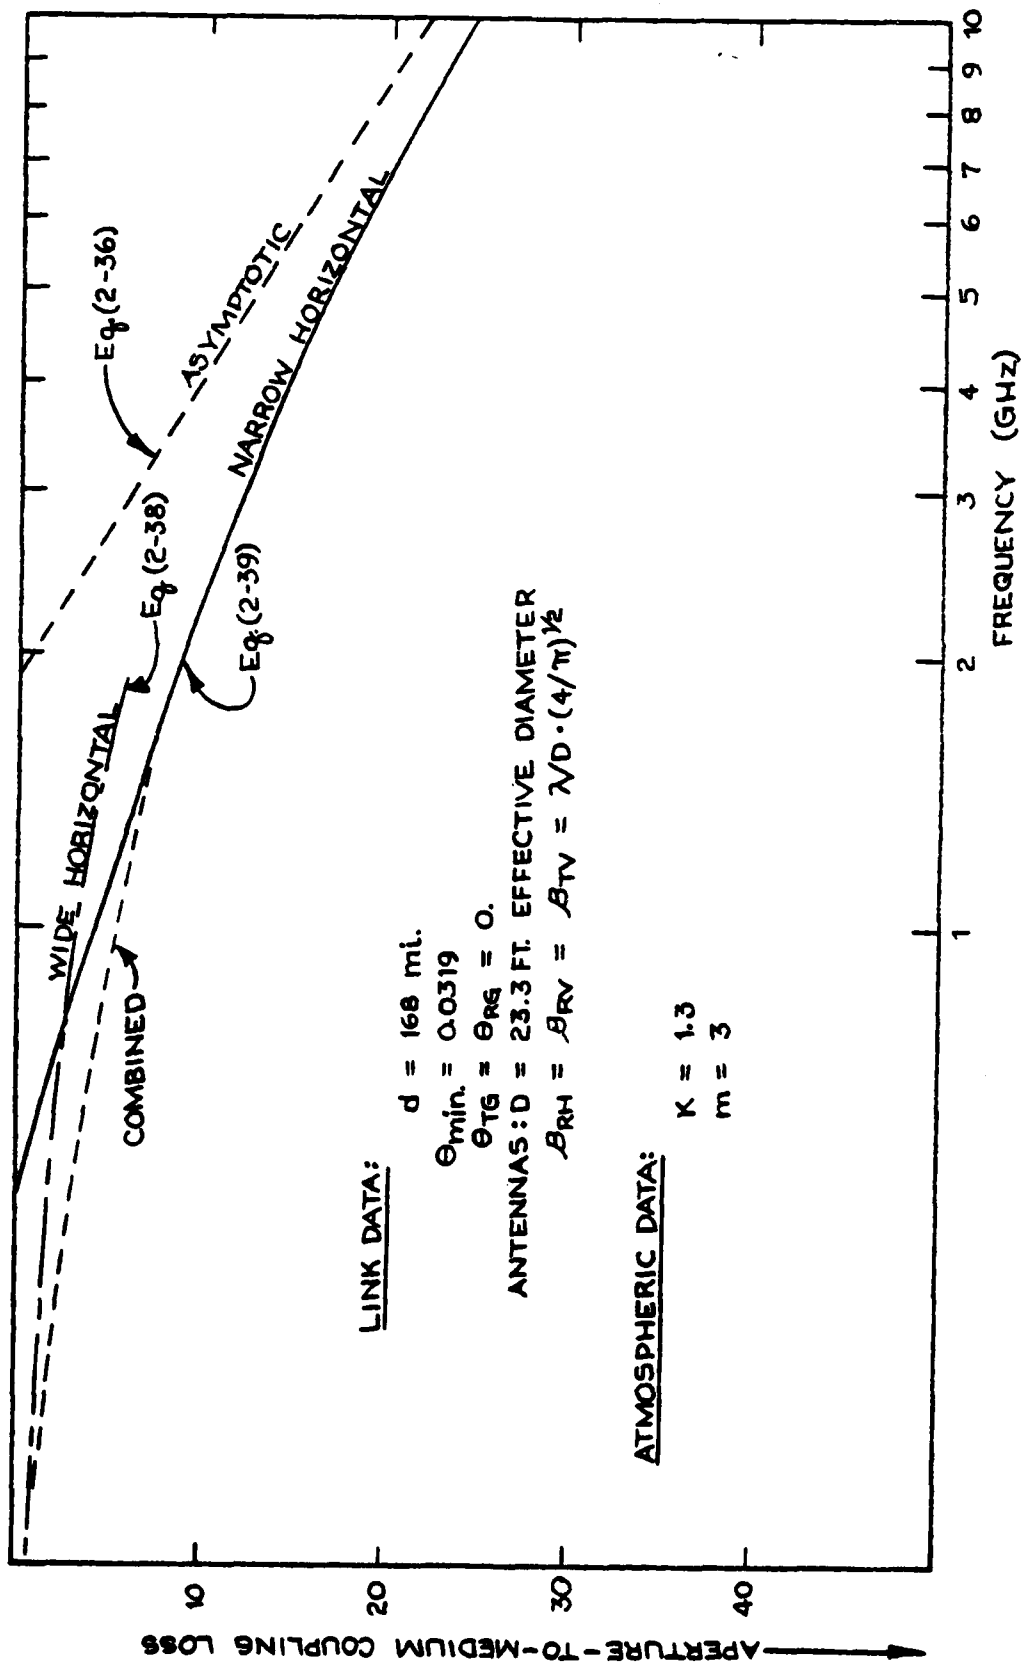 Eq.(2-36)
ASYMPTOTIC
Eq(2-38)
WIDE HORIZONTAL
NARROW HORIZONTAL
Eq.(2-39)
COMBINED
LINK DATA:
d = 168 mi.
θmin. = 0.0319
θTG = θRG = 0.
ANTENNAS: D = 23.3 FT. EFFECTIVE DIAMETER
βRH = βRV = βTV = λ/D·(4/π)^1/2
ATMOSPHERIC DATA:
K = 1.3
m = 3
APERTURE-TO-MEDIUM COUPLING LOSS
10
20
30
40
1
2
3
4
5
6
7
8
9
10
FREQUENCY (GHz)